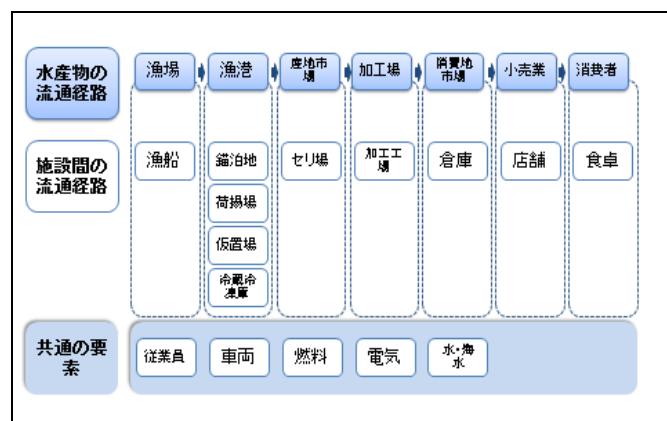 水産物の
流通経路
漁場
漁港
産地市
場
加工場
消費地
市場
小売業
消費者
施設間の
流通経路
漁船
錨泊地
セリ場
加工工
場
倉庫
店舗
食卓
荷揚場
仮置場
冷蔵冷
凍庫
共通の要
素
従業員
車両
燃料
電気
水・海
水